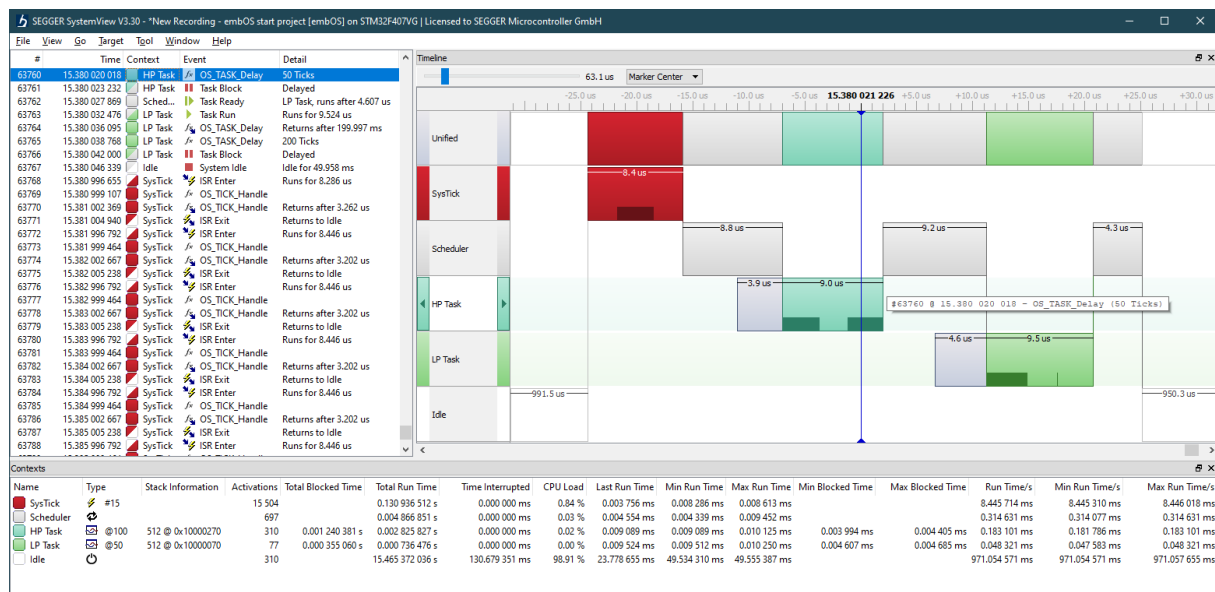 SEGGER SystemView V3.30 - *New Recording - embOS start project [embOS] on STM32F407VG | Licensed to SEGGER Microcontroller GmbH
File View Go Target Tool Window Help
# Time Context Event Detail
63760 15.380 020 018 HP Task OS_TASK_Delay 50 Ticks
63761 15.380 023 232 HP Task Task Block Delayed
63762 15.380 027 869 Sched... Task Ready LP Task, runs after 4.607 us
63763 15.380 032 476 LP Task Task Run Runs for 9.524 us
63764 15.380 036 095 LP Task OS_TASK_Delay Returns after 199.997 ms
63765 15.380 038 768 LP Task OS_TASK_Delay 200 Ticks
63766 15.380 042 000 LP Task Task Block Delayed
63767 15.380 046 339 Idle System Idle Idle for 49.958 ms
63768 15.380 996 655 SysTick ISR Enter Runs for 8.286 us
63769 15.380 999 107 SysTick OS_TICK_Handle
63770 15.381 002 369 SysTick OS_TICK_Handle Returns after 3.262 us
63771 15.381 004 940 SysTick ISR Exit Returns to Idle
63772 15.381 996 792 SysTick ISR Enter Runs for 8.446 us
63773 15.381 999 464 SysTick OS_TICK_Handle
63774 15.382 002 667 SysTick OS_TICK_Handle Returns after 3.202 us
63775 15.382 005 238 SysTick ISR Exit Returns to Idle
63776 15.382 996 792 SysTick ISR Enter Runs for 8.446 us
63777 15.382 999 464 SysTick OS_TICK_Handle
63778 15.383 002 667 SysTick OS_TICK_Handle Returns after 3.202 us
63779 15.383 005 238 SysTick ISR Exit Returns to Idle
63780 15.383 996 792 SysTick ISR Enter Runs for 8.446 us
63781 15.383 999 464 SysTick OS_TICK_Handle
63782 15.384 002 667 SysTick OS_TICK_Handle Returns after 3.202 us
63783 15.384 005 238 SysTick ISR Exit Returns to Idle
63784 15.384 996 792 SysTick ISR Enter Runs for 8.446 us
63785 15.384 999 464 SysTick OS_TICK_Handle
63786 15.385 002 667 SysTick OS_TICK_Handle Returns after 3.202 us
63787 15.385 005 238 SysTick ISR Exit Returns to Idle
63788 15.385 996 792 SysTick ISR Enter Runs for 8.446 us
Timeline
63.1 us Marker Center
-25.0 us -20.0 us -15.0 us -10.0 us -5.0 us 15.380 021 226 +5.0 us +10.0 us +15.0 us +20.0 us +25.0 us +30.0 us
Unified
SysTick 8.4 us
Scheduler 8.8 us 9.2 us 4.3 us
HP Task 3.9 us 9.0 us
#63760 @ 15.380 020 018 - OS_TASK_Delay (50 Ticks)
LP Task 4.6 us 9.5 us
Idle 991.5 us 950.3 us
Contexts
Name Type Stack Information Activations Total Blocked Time Total Run Time Time Interrupted CPU Load Last Run Time Min Run Time Max Run Time Min Blocked Time Max Blocked Time Run Time/s Min Run Time/s Max Run Time/s
SysTick #15 15 504 0.130 936 512 s 0.000 000 ms 0.84 % 0.003 756 ms 0.008 286 ms 0.008 613 ms 8.445 714 ms 8.445 310 ms 8.446 018 ms
Scheduler 697 0.004 866 851 s 0.000 000 ms 0.03 % 0.004 554 ms 0.004 339 ms 0.009 452 ms 0.314 631 ms 0.314 077 ms 0.314 631 ms
HP Task @100 512 @ 0x10000270 310 0.001 240 381 s 0.002 825 827 s 0.000 000 ms 0.02 % 0.009 089 ms 0.009 089 ms 0.010 125 ms 0.003 994 ms 0.004 405 ms 0.183 101 ms 0.181 786 ms 0.183 101 ms
LP Task @50 512 @ 0x10000070 77 0.000 355 060 s 0.000 736 476 s 0.000 000 ms 0.00 % 0.009 524 ms 0.009 512 ms 0.010 250 ms 0.004 607 ms 0.004 685 ms 0.048 321 ms 0.047 583 ms 0.048 321 ms
Idle 310 15.465 372 036 s 130.679 351 ms 98.91 % 23.778 655 ms 49.534 310 ms 49.555 387 ms 971.054 571 ms 971.054 571 ms 971.057 655 ms